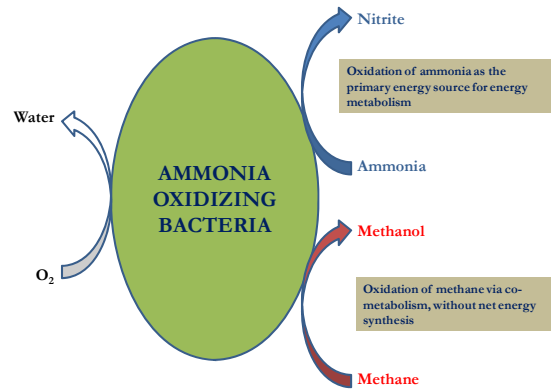 Nitrite
Oxidation of ammonia as the
primary energy source for energy
metabolism
Water
Ammonia
AMMONIA
OXIDIZING
BACTERIA
Methanol
O₂
Oxidation of methane via co-
metabolism, without net energy
synthesis
Methane